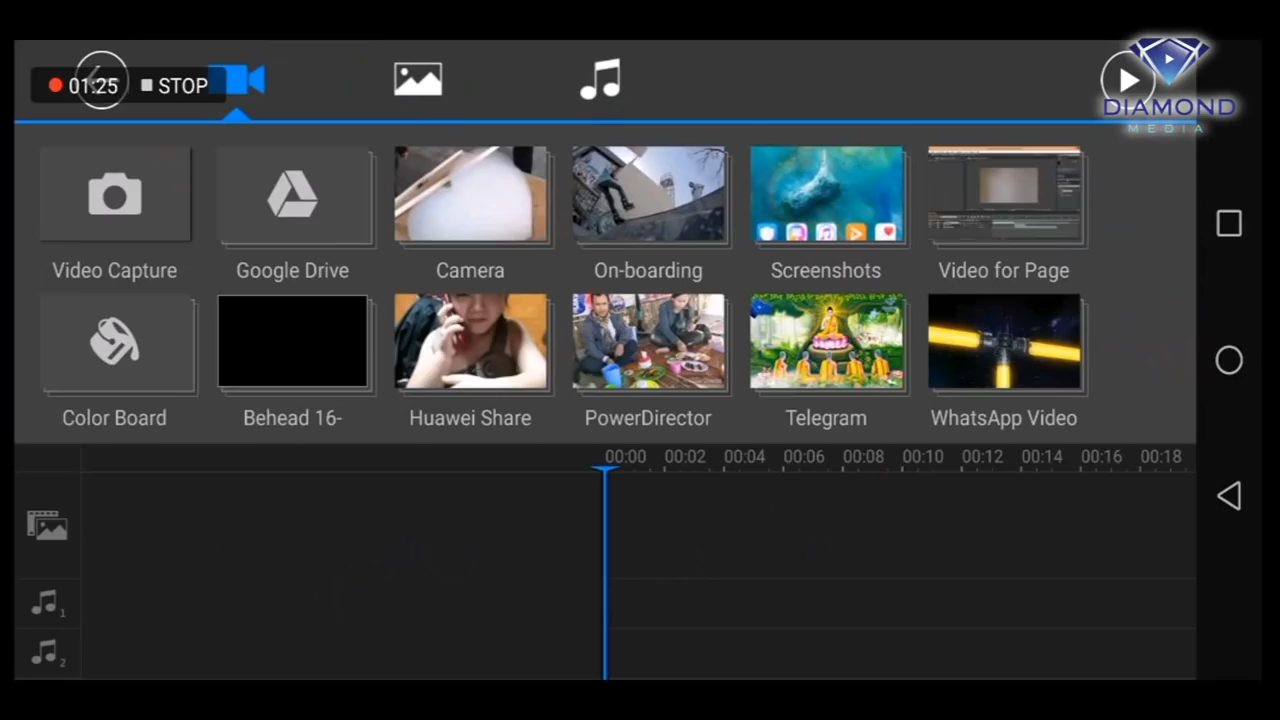 01:25 STOP
DIAMOND
MEDIA
Video Capture
Google Drive
Camera
On-boarding
Screenshots
Video for Page
Color Board
Behead 16-
Huawei Share
PowerDirector
Telegram
WhatsApp Video
00:00 00:02 00:04 00:06 00:08 00:10 00:12 00:14 00:16 00:18
1
2